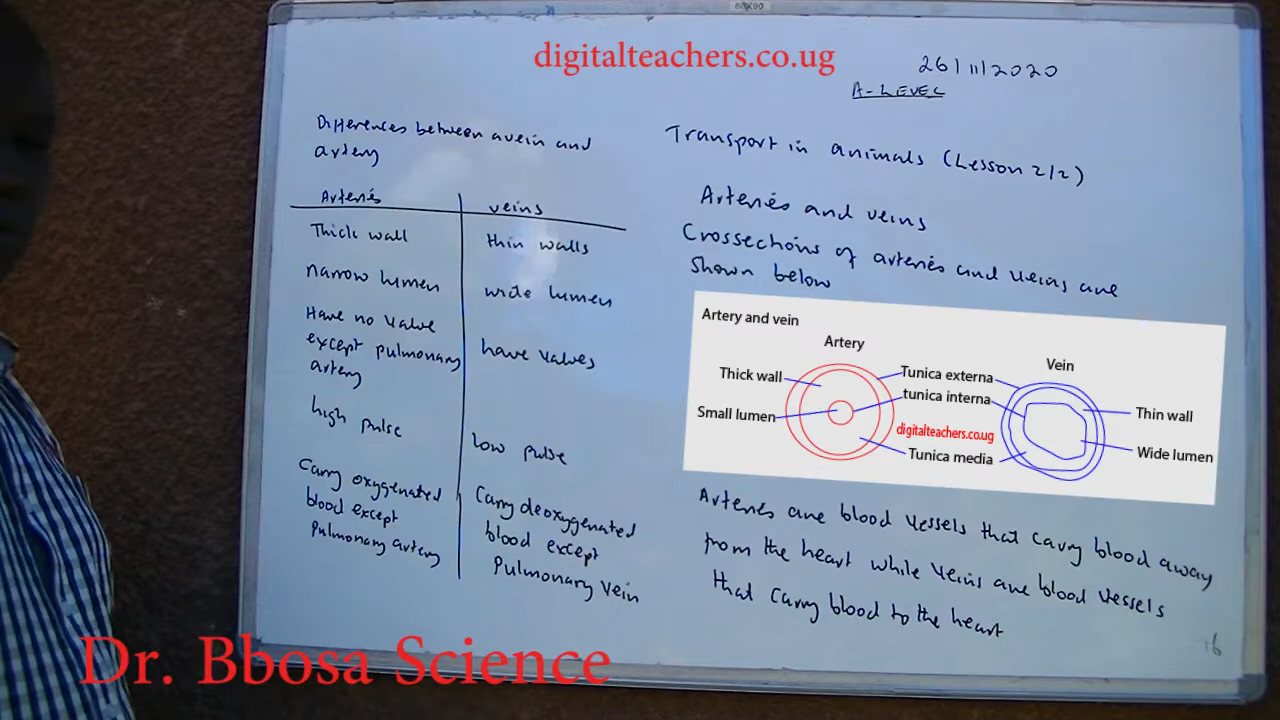 60x90
digitalteachers.co.ug
26/11/2020
A-LEVEL
Differences between a vein and
artery
Arteries veins
Thick wall thin walls
narrow lumen wide lumen
Have no valve
except pulmonary have valves
artery
high pulse low pulse
Carry oxygenated Carry deoxygenated
blood except blood except
Pulmonary artery Pulmonary vein
Transport in animals (Lesson 2/2)
Arteries and veins
Crossections of arteries and veins are
shown below
Artery and vein
Artery
Vein
Thick wall
Small lumen
Tunica externa
tunica interna
digitalteachers.co.ug
Tunica media
Thin wall
Wide lumen
Arteries are blood vessels that carry blood away
from the heart while veins are blood vessels
that carry blood to the heart
16
Dr. Bbosa Science